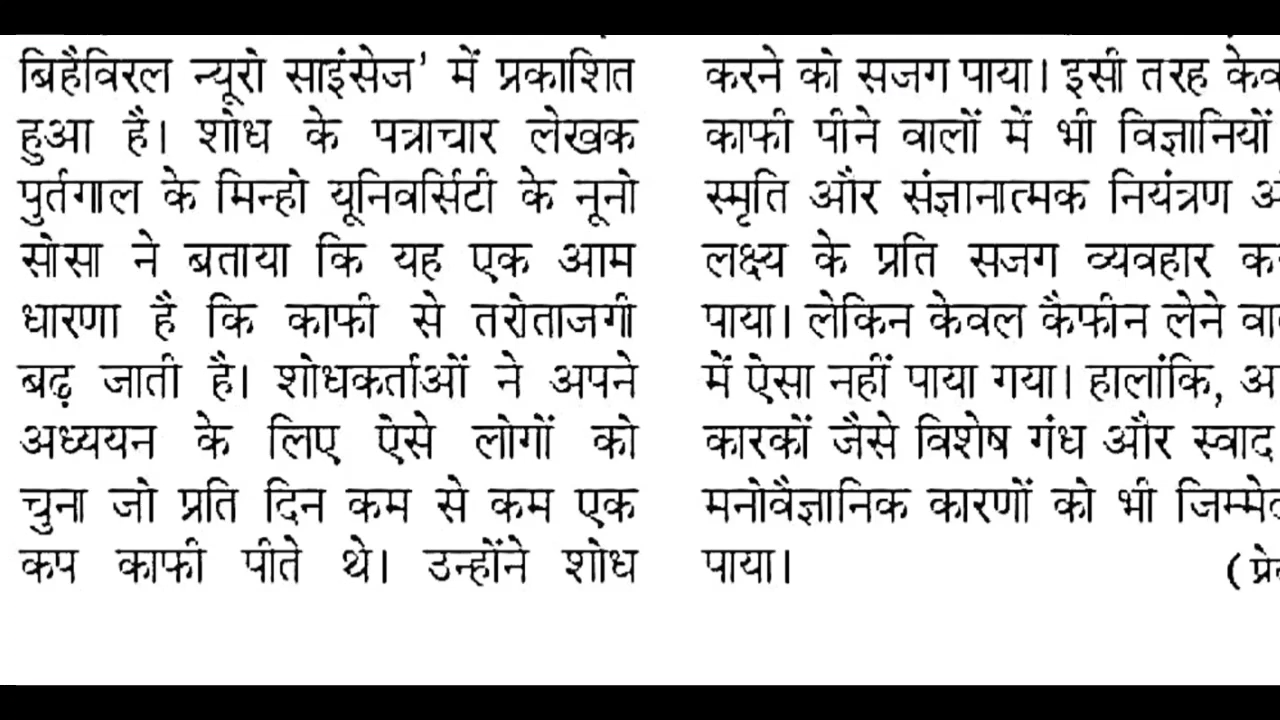 बिहैविरल न्यूरो साइंसेज' में प्रकाशित
हुआ है। शोध के पत्राचार लेखक
पुर्तगाल के मिन्हो यूनिवर्सिटी के नूनो
सोसा ने बताया कि यह एक आम
धारणा है कि काफी से तरोताजगी
बढ़ जाती है। शोधकर्ताओं ने अपने
अध्ययन के लिए ऐसे लोगों को
चुना जो प्रति दिन कम से कम एक
कप काफी पीते थे। उन्होंने शोध
करने को सजग पाया। इसी तरह
काफी पीने वालों में भी विज्ञानियों
स्मृति और संज्ञानात्मक नियंत्रण
लक्ष्य के प्रति सजग व्यवहार
पाया। लेकिन केवल कैफीन लेने
में ऐसा नहीं पाया गया। हालांकि,
कारकों जैसे विशेष गंध और स्वाद
मनोवैज्ञानिक कारणों को भी
पाया।